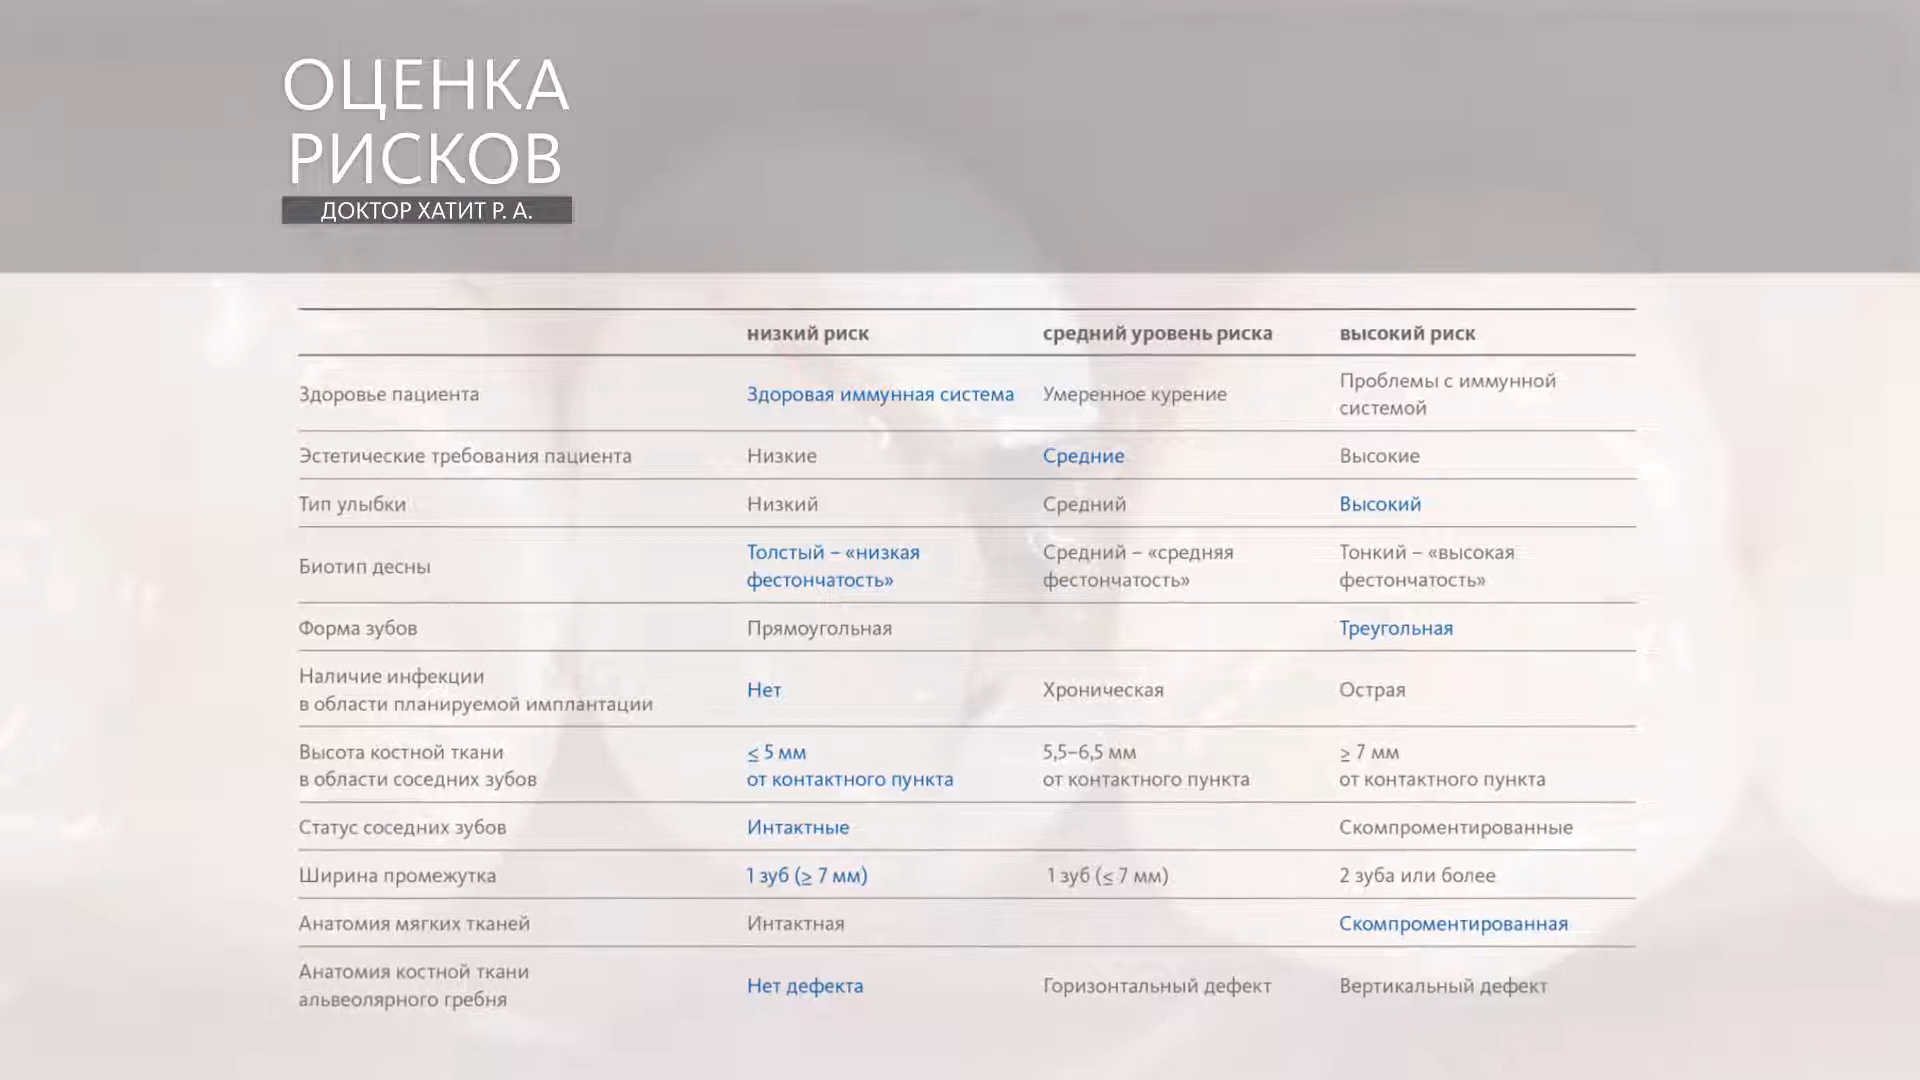 ОЦЕНКА
РИСКОВ
ДОКТОР ХАТИТ Р. А.
низкий риск средний уровень риска высокий риск
Здоровье пациента Здоровая иммунная система Умеренное курение Проблемы с иммунной
системой
Эстетические требования пациента Низкие Средние Высокие
Тип улыбки Низкий Средний Высокий
Биотип десны Толстый – «низкая
фестончатость» Средний – «средняя
фестончатость» Тонкий – «высокая
фестончатость»
Форма зубов Прямоугольная Треугольная
Наличие инфекции
в области планируемой имплантации Нет Хроническая Острая
Высота костной ткани
в области соседних зубов ≤ 5 мм
от контактного пункта 5,5–6,5 мм
от контактного пункта ≥ 7 мм
от контактного пункта
Статус соседних зубов Интактные Скомпроментированные
Ширина промежутка 1 зуб (≥ 7 мм) 1 зуб (≤ 7 мм) 2 зуба или более
Анатомия мягких тканей Интактная Скомпроментированная
Анатомия костной ткани
альвеолярного гребня Нет дефекта Горизонтальный дефект Вертикальный дефект